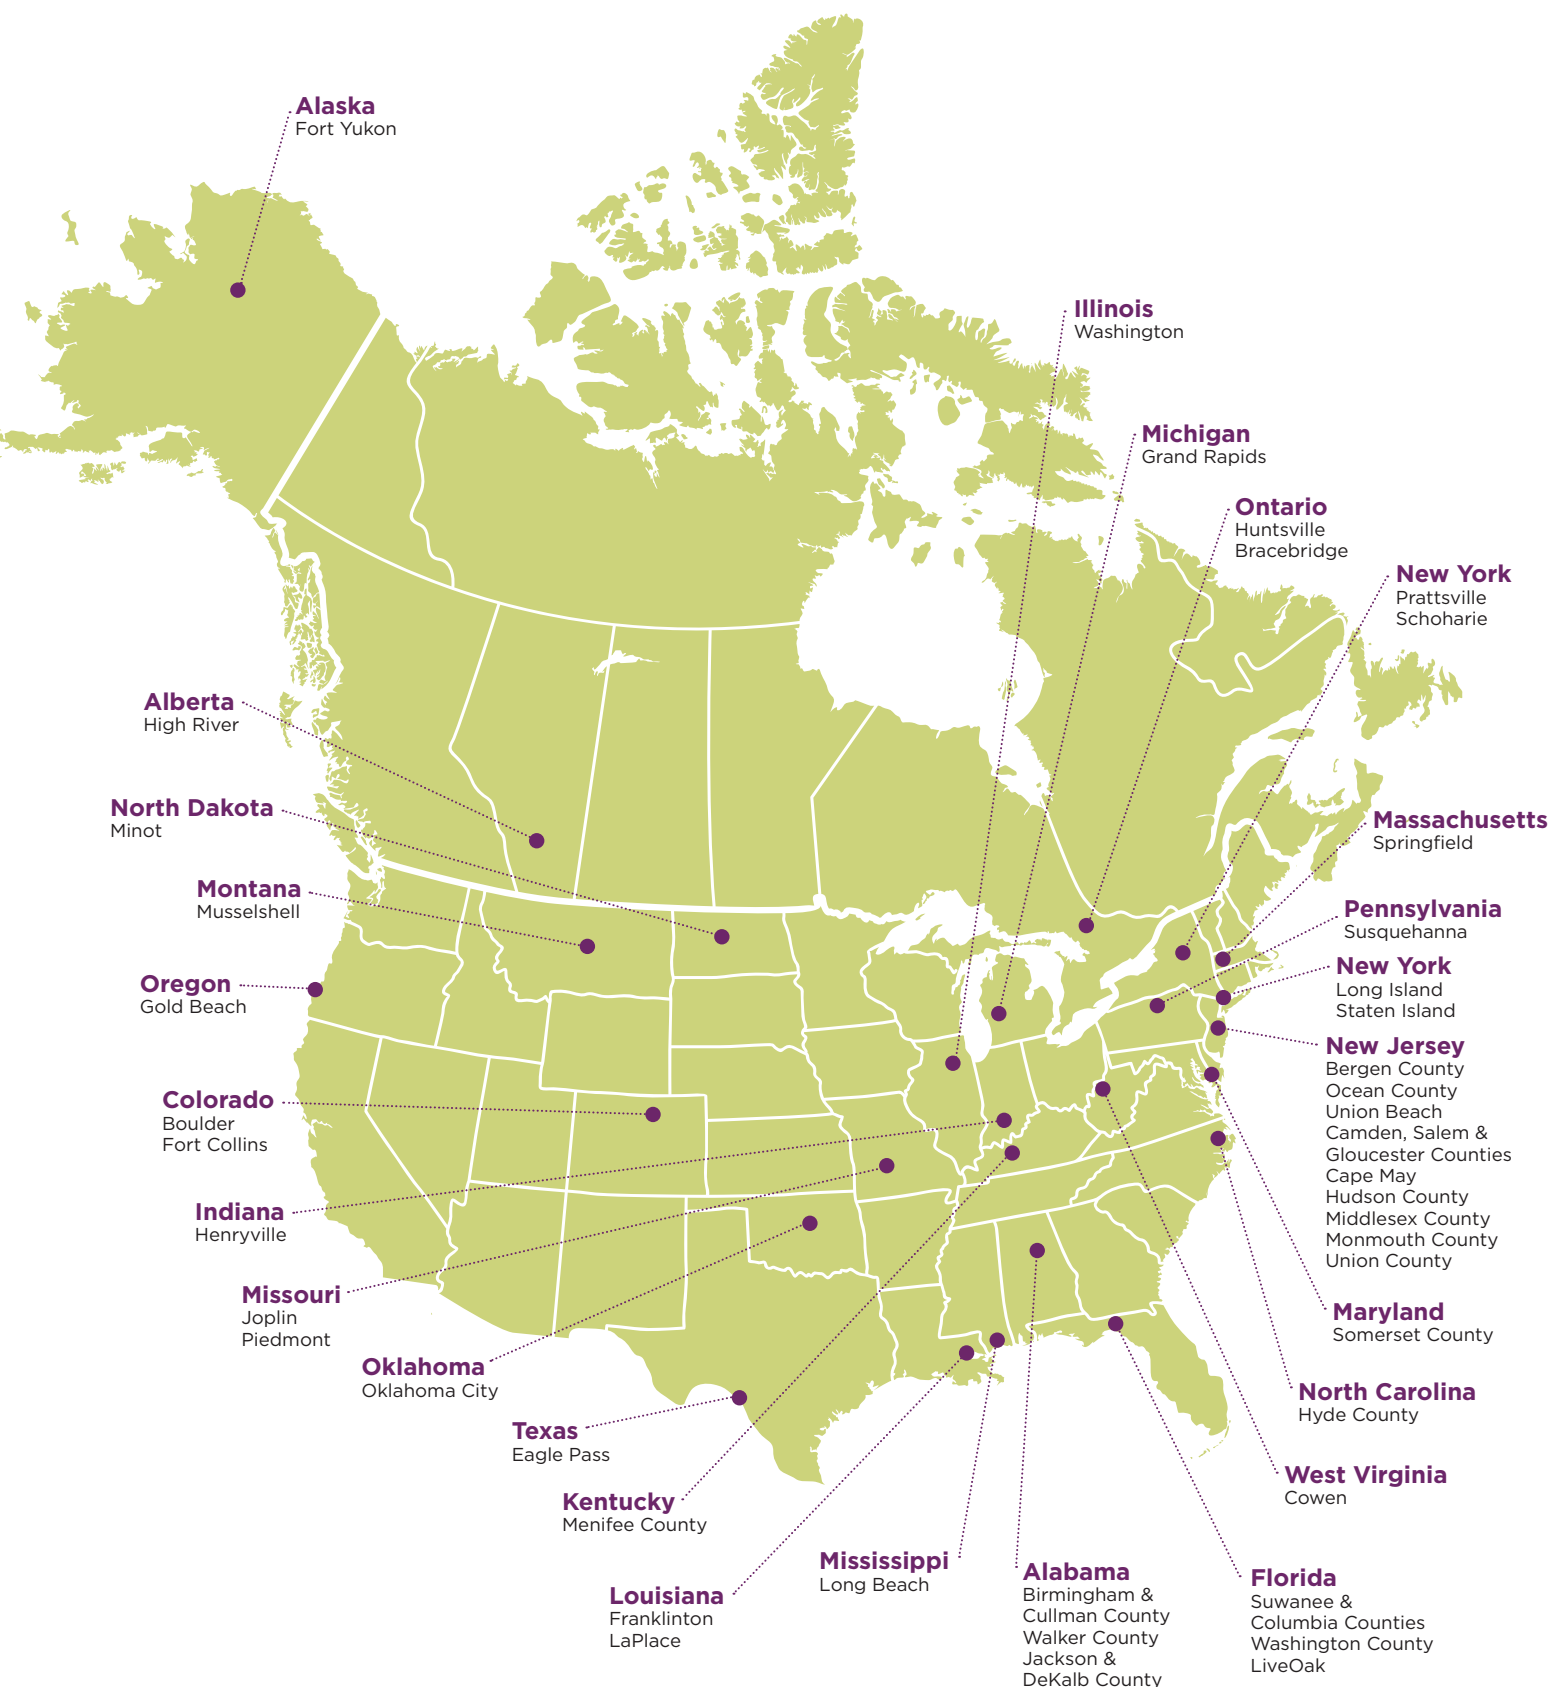 Alaska
Fort Yukon
Illinois
Washington
Michigan
Grand Rapids
Ontario
Huntsville
Bracebridge
New York
Prattsville
Schoharie
Alberta
High River
North Dakota
Minot
Massachusetts
Springfield
Montana
Musselshell
Pennsylvania
Susquehanna
Oregon
Gold Beach
New York
Long Island
Staten Island
New Jersey
Bergen County
Ocean County
Union Beach
Camden, Salem &
Gloucester Counties
Cape May
Hudson County
Middlesex County
Monmouth County
Union County
Colorado
Boulder
Fort Collins
Indiana
Henryville
Missouri
Joplin
Piedmont
Maryland
Somerset County
Oklahoma
Oklahoma City
North Carolina
Hyde County
Texas
Eagle Pass
West Virginia
Cowen
Kentucky
Menifee County
Mississippi
Long Beach
Louisiana
Franklinton
LaPlace
Alabama
Birmingham &
Cullman County
Walker County
Jackson &
DeKalb County
Florida
Suwanee &
Columbia Counties
Washington County
LiveOak